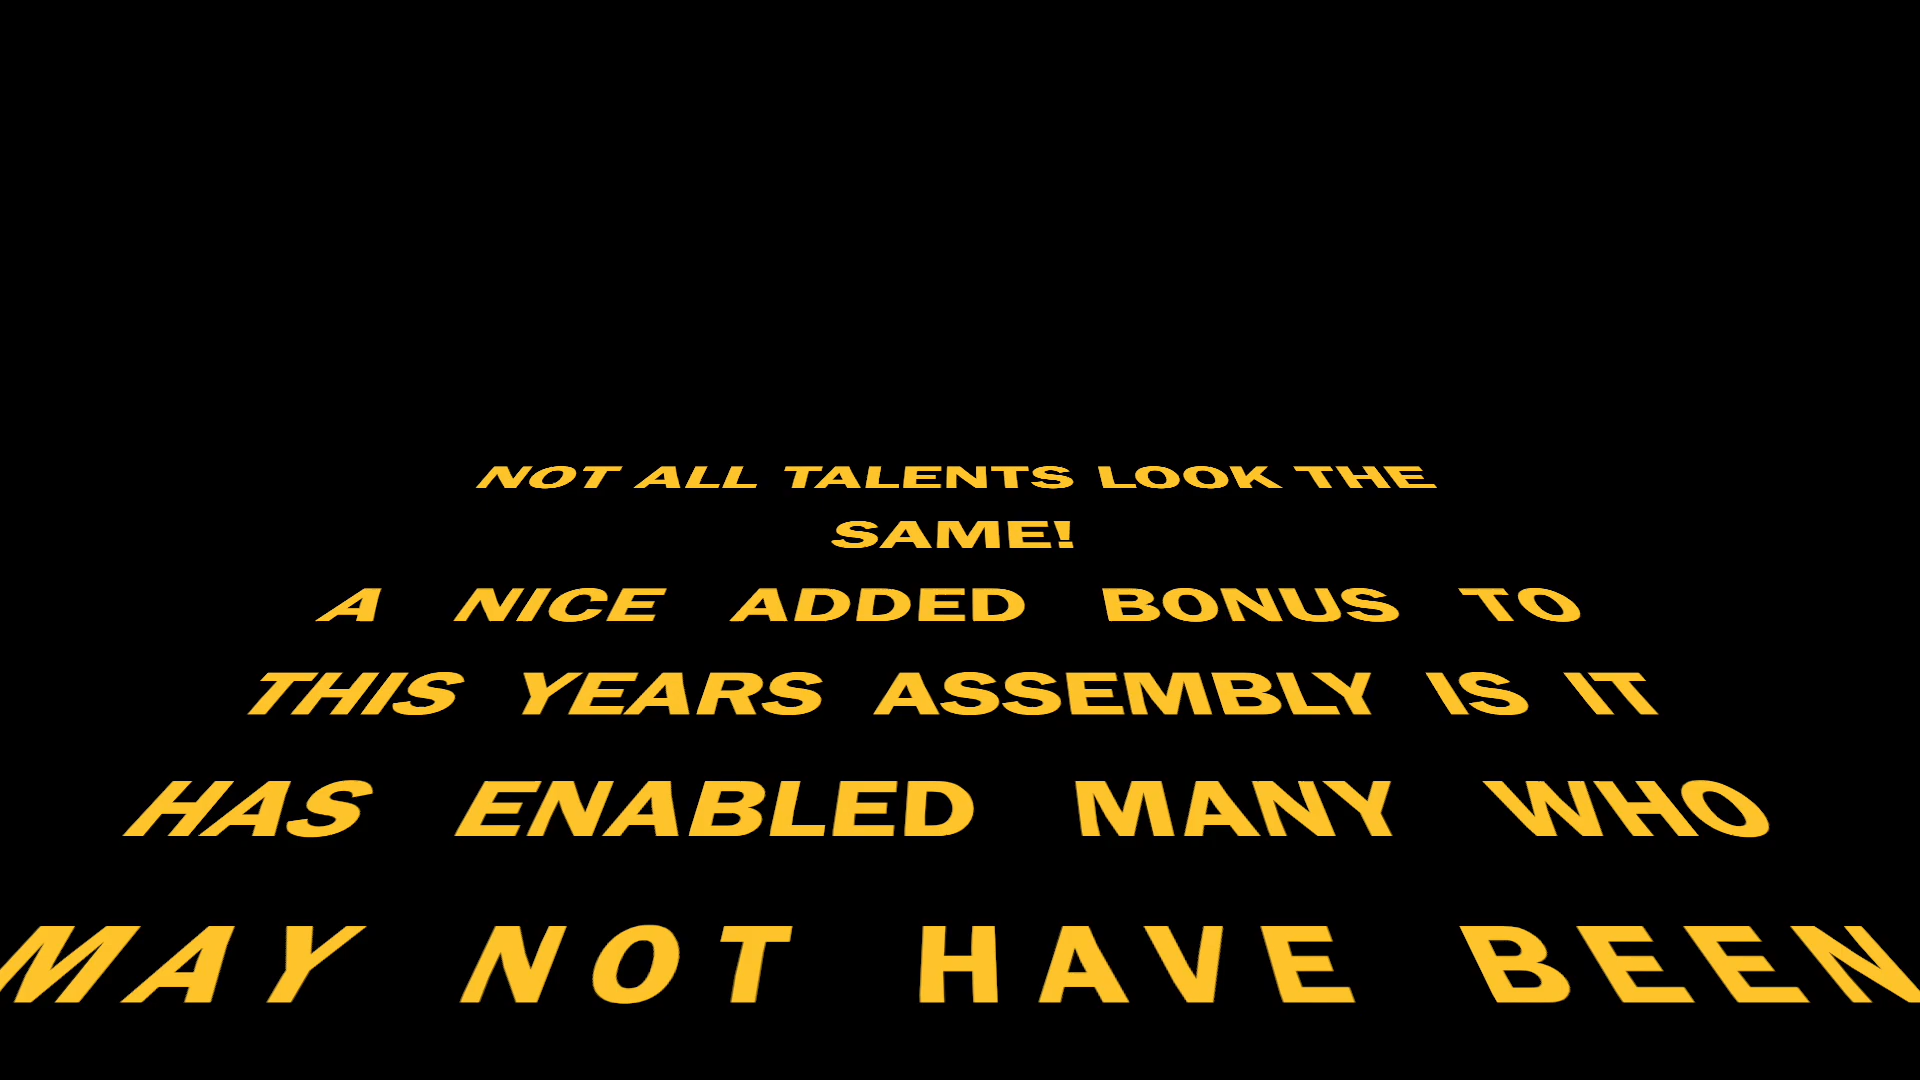 NOT ALL TALENTS LOOK THE
SAME!
A NICE ADDED BONUS TO
THIS YEARS ASSEMBLY IS IT
HAS ENABLED MANY WHO
MAY NOT HAVE BEEN